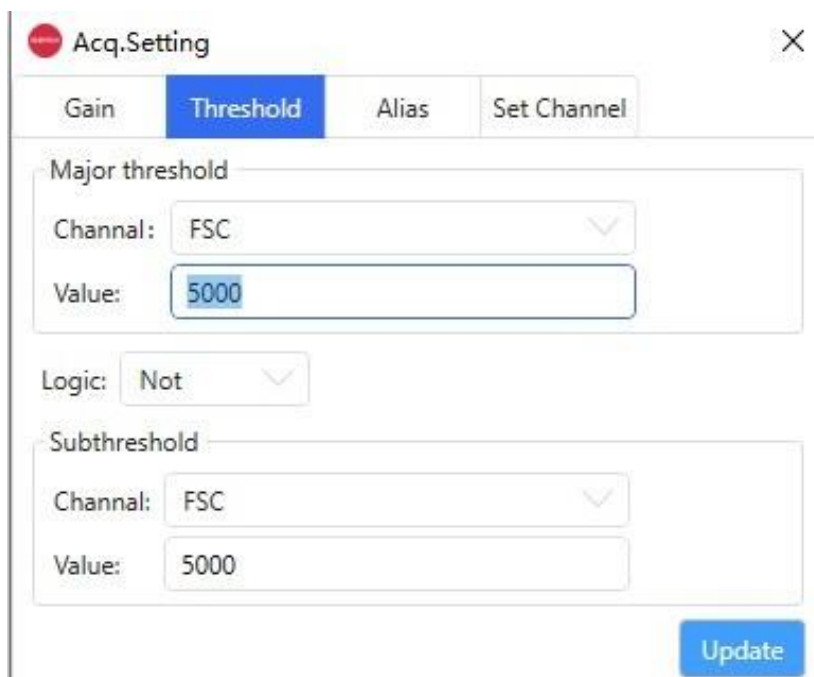 Acq.Setting
Gain Threshold Alias Set Channel
Major threshold
Channal: FSC
Value: 5000
Logic: Not
Subthreshold
Channal: FSC
Value: 5000
Update